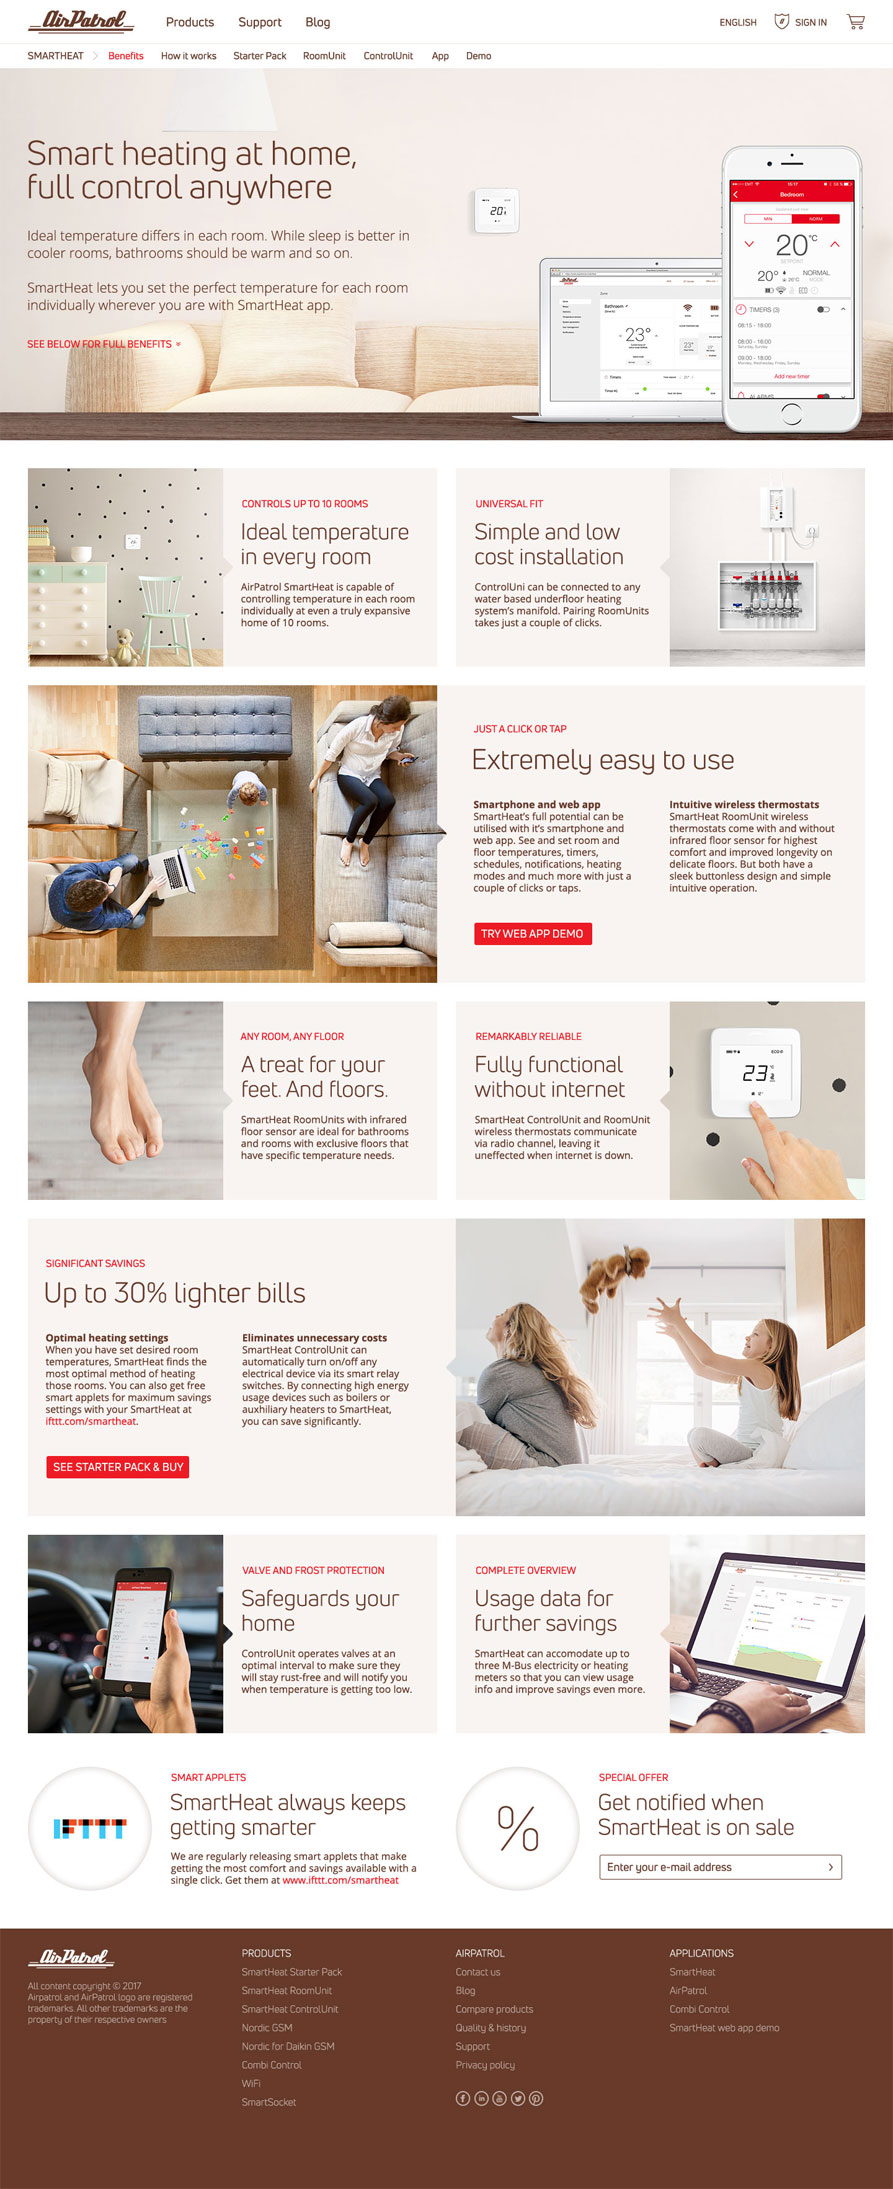 AirPatrol
Products Support Blog
ENGLISH SIGN IN
SMARTHEAT Benefits How it works Starter Pack RoomUnit ControlUnit App Demo
Smart heating at home,
full control anywhere
Ideal temperature differs in each room. While sleep is better in
cooler rooms, bathrooms should be warm and so on.
SmartHeat lets you set the perfect temperature for each room
individually wherever you are with SmartHeat app.
SEE BELOW FOR FULL BENEFITS
20
Bathroom
23°
23°
Timers
15:17
Bedroom
MIN NORM
20°C
SETPOINT
20° 26°C NORMAL
MODE
TIMERS (3)
08:15 - 18:00
08:00 - 18:00
Saturday, Sunday
09:00 - 18:00
Monday, Wednesday, Friday, Sunday
Add new timer
ALARMS
CONTROLS UP TO 10 ROOMS
Ideal temperature
in every room
AirPatrol SmartHeat is capable of
controlling temperature in each room
individually at even a truly expansive
home of 10 rooms.
UNIVERSAL FIT
Simple and low
cost installation
ControlUni can be connected to any
water based underfloor heating
system's manifold. Pairing RoomUnits
takes just a couple of clicks.
JUST A CLICK OR TAP
Extremely easy to use
Smartphone and web app
SmartHeat's full potential can be
utilised with it's smartphone and
web app. See and set room and
floor temperatures, timers,
schedules, notifications, heating
modes and much more with just a
couple of clicks or taps.
Intuitive wireless thermostats
SmartHeat RoomUnit wireless
thermostats come with and without
infrared floor sensor for highest
comfort and improved longevity on
delicate floors. But both have a
sleek buttonless design and simple
intuitive operation.
TRY WEB APP DEMO
ANY ROOM, ANY FLOOR
A treat for your
feet. And floors.
SmartHeat RoomUnits with infrared
floor sensor are ideal for bathrooms
and rooms with exclusive floors that
have specific temperature needs.
REMARKABLY RELIABLE
Fully functional
without internet
SmartHeat ControlUnit and RoomUnit
wireless thermostats communicate
via radio channel, leaving it
uneffected when internet is down.
ECO
23
SIGNIFICANT SAVINGS
Up to 30% lighter bills
Optimal heating settings
When you have set desired room
temperatures, SmartHeat finds the
most optimal method of heating
those rooms. You can also get free
smart applets for maximum savings
settings with your SmartHeat at
ifttt.com/smartheat.
Eliminates unnecessary costs
SmartHeat ControlUnit can
automatically turn on/off any
electrical device via its smart relay
switches. By connecting high energy
usage devices such as boilers or
auxhiliary heaters to SmartHeat,
you can save significantly.
SEE STARTER PACK & BUY
VALVE AND FROST PROTECTION
Safeguards your
home
ControlUnit operates valves at an
optimal interval to make sure they
will stay rust-free and will notify you
when temperature is getting too low.
COMPLETE OVERVIEW
Usage data for
further savings
SmartHeat can accomodate up to
three M-Bus electricity or heating
meters so that you can view usage
info and improve savings even more.
IFTTT
SMART APPLETS
SmartHeat always keeps
getting smarter
We are regularly releasing smart applets that make
getting the most comfort and savings available with a
single click. Get them at www.ifttt.com/smartheat
%
SPECIAL OFFER
Get notified when
SmartHeat is on sale
Enter your e-mail address
AirPatrol
All content copyright © 2017
Airpatrol and AirPatrol logo are registered
trademarks. All other trademarks are the
property of their respective owners
PRODUCTS
SmartHeat Starter Pack
SmartHeat RoomUnit
SmartHeat ControlUnit
Nordic GSM
Nordic for Daikin GSM
Combi Control
WiFi
SmartSocket
AIRPATROL
Contact us
Blog
Compare products
Quality & history
Support
Privacy policy
APPLICATIONS
SmartHeat
AirPatrol
Combi Control
SmartHeat web app demo